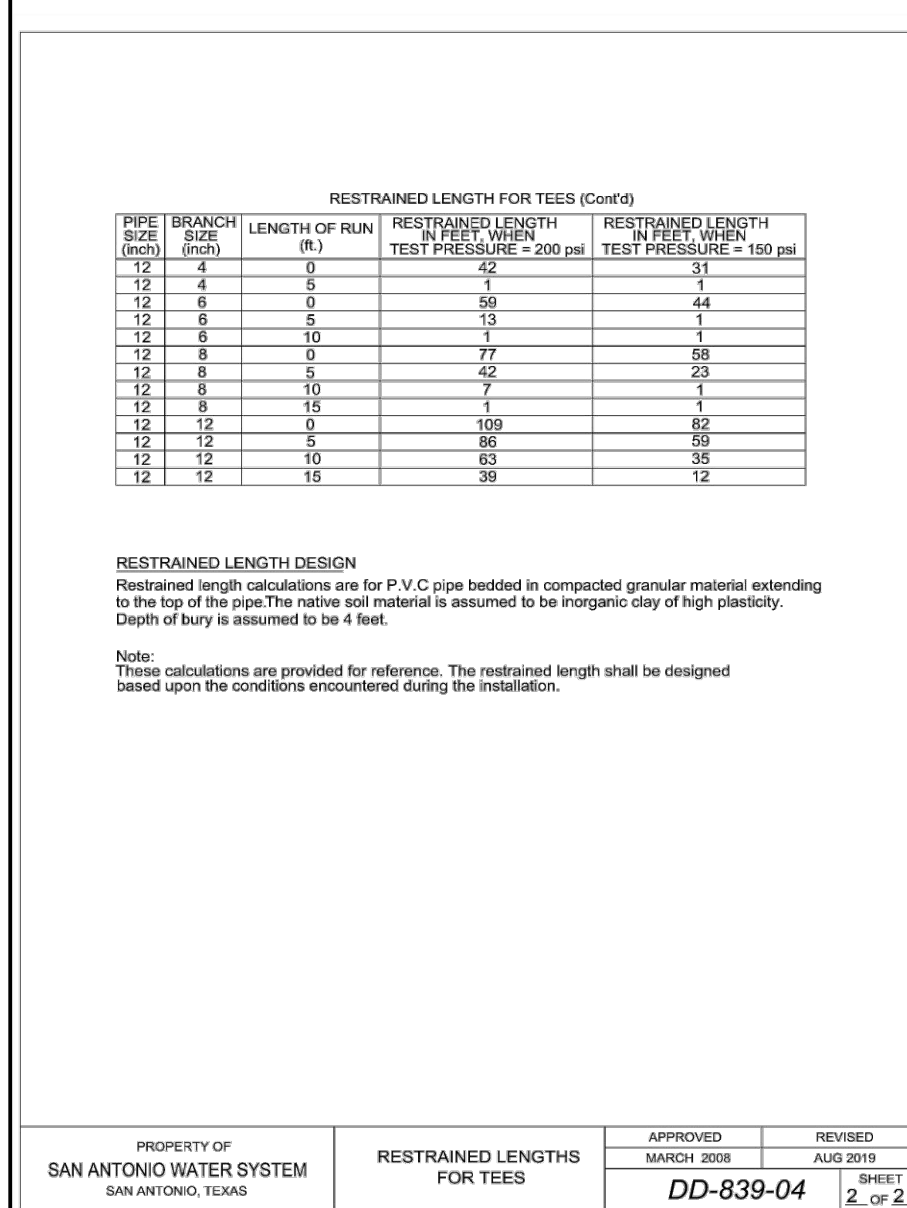 RESTRAINED LENGTH FOR TEES (Cont'd)
PIPE SIZE (inch) BRANCH SIZE (inch) LENGTH OF RUN (ft.) RESTRAINED LENGTH IN FEET, WHEN TEST PRESSURE = 200 psi RESTRAINED LENGTH IN FEET, WHEN TEST PRESSURE = 150 psi
12 4 0 42 31
12 4 5 1 1
12 6 0 59 44
12 6 5 13 1
12 6 10 1 1
12 8 0 77 58
12 8 5 42 23
12 8 10 7 1
12 8 15 1 1
12 12 0 109 82
12 12 5 86 59
12 12 10 63 35
12 12 15 39 12
RESTRAINED LENGTH DESIGN
Restrained length calculations are for P.V.C pipe bedded in compacted granular material extending
to the top of the pipe.The native soil material is assumed to be inorganic clay of high plasticity.
Depth of bury is assumed to be 4 feet.
Note:
These calculations are provided for reference. The restrained length shall be designed
based upon the conditions encountered during the installation.
PROPERTY OF
SAN ANTONIO WATER SYSTEM
SAN ANTONIO, TEXAS
RESTRAINED LENGTHS
FOR TEES
APPROVED REVISED
MARCH 2008 AUG 2019
DD-839-04
SHEET
2 OF 2